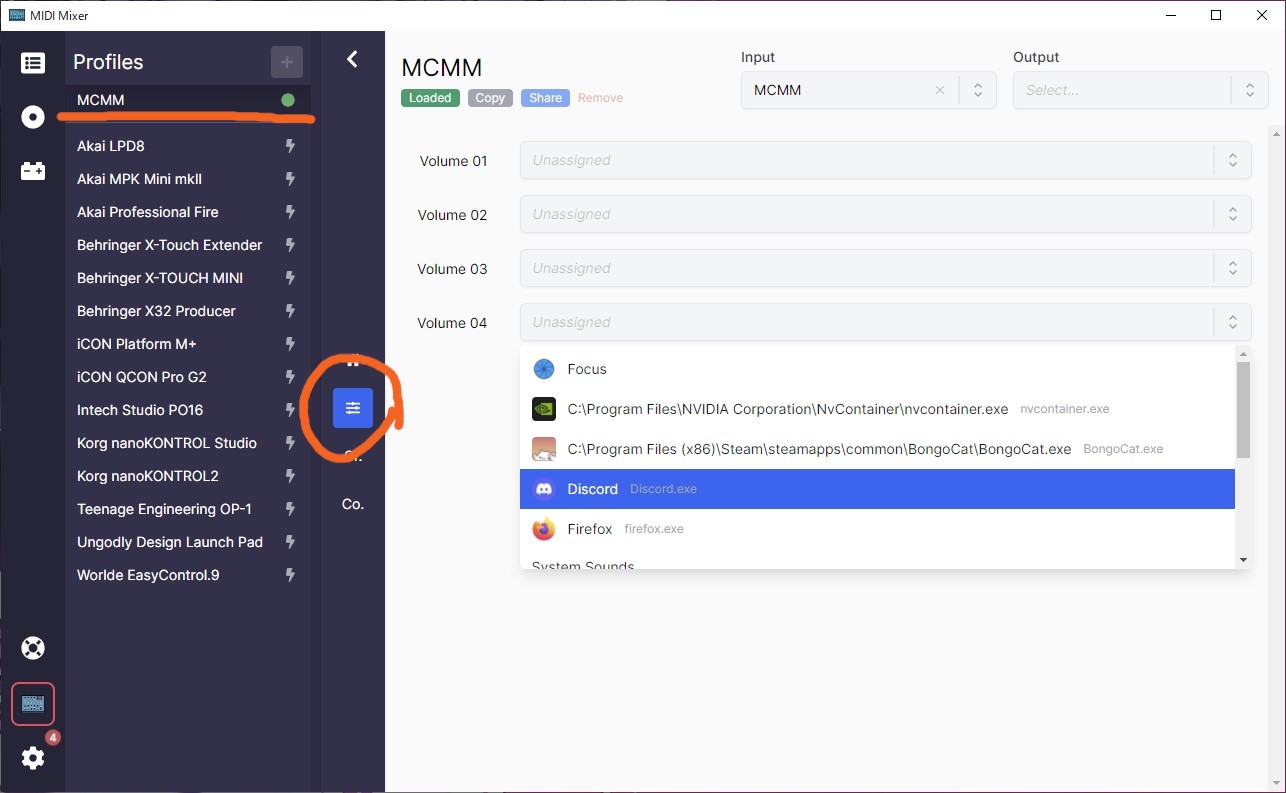 MIDI Mixer
Profiles
+
MCMM
Akai LPD8
Akai MPK Mini mkII
Akai Professional Fire
Behringer X-Touch Extender
Behringer X-TOUCH MINI
Behringer X32 Producer
iCON Platform M+
iCON QCON Pro G2
Intech Studio PO16
Korg nanoKONTROL Studio
Korg nanoKONTROL2
Teenage Engineering OP-1
Ungodly Design Launch Pad
Worlde EasyControl.9
4
Co.
MCMM
Loaded Copy Share Remove
Input
MCMM
Output
Select...
Volume 01 Unassigned
Volume 02 Unassigned
Volume 03 Unassigned
Volume 04 Unassigned
Focus
C:\Program Files\NVIDIA Corporation\NvContainer\nvcontainer.exe nvcontainer.exe
C:\Program Files (x86)\Steam\steamapps\common\BongoCat\BongoCat.exe BongoCat.exe
Discord Discord.exe
Firefox firefox.exe
System Sounds